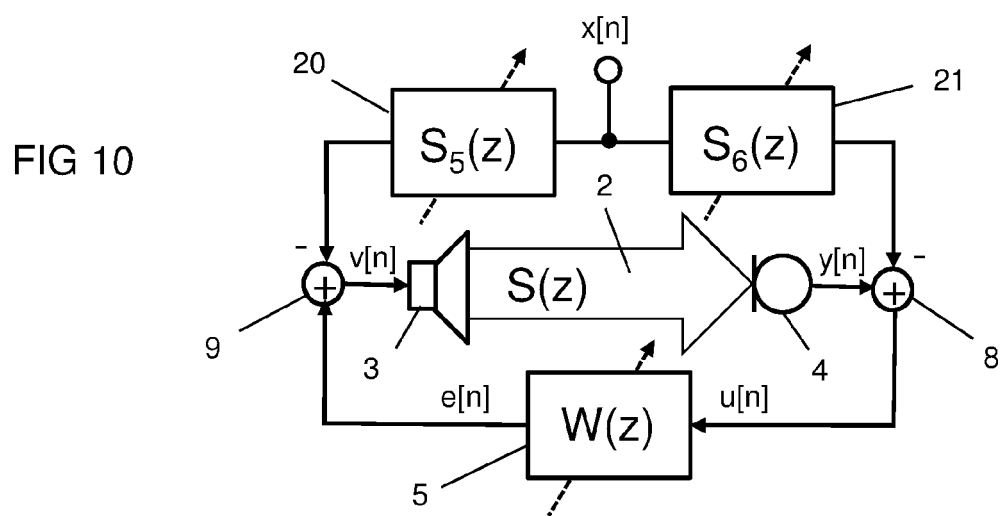 x[n]
20
21
FIG 10
S₅(z)
S₆(z)
2
-
-
v[n]
y[n]
+
S(z)
+
9
3
4
8
e[n]
u[n]
W(z)
5